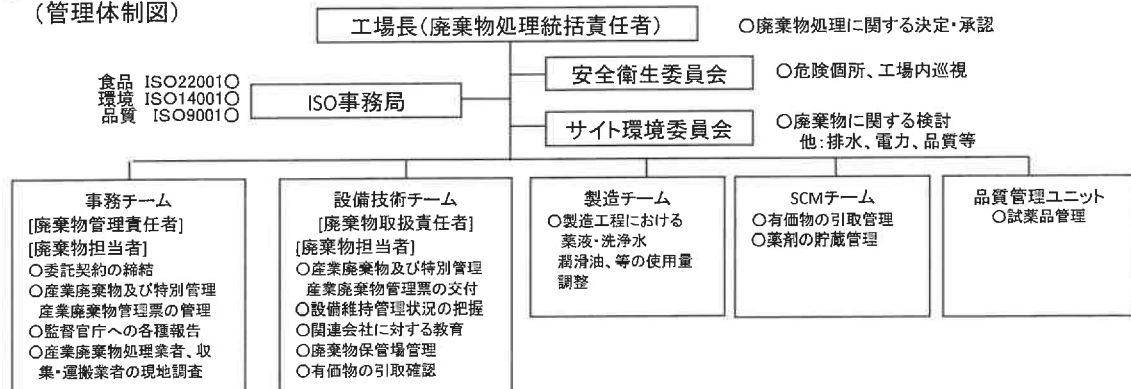 (管理体制図)
工場長(廃棄物処理統括責任者)
○廃棄物処理に関する決定・承認
安全衛生委員会
○危険個所、工場内巡視
食品 ISO22001○
環境 ISO14001○
品質 ISO9001○
ISO事務局
サイト環境委員会
○廃棄物に関する検討
他:排水、電力、品質等
事務チーム
[廃棄物管理責任者]
[廃棄物担当者]
○委託契約の締結
○産業廃棄物及び特別管理
産業廃棄物管理票の管理
○監督官庁への各種報告
○産業廃棄物処理業者、収
集・運搬業者の現地調査
設備技術チーム
[廃棄物取扱責任者]
[廃棄物担当者]
○産業廃棄物及び特別管理
産業廃棄物管理票の交付
○設備維持管理状況の把握
○関連会社に対する教育
○廃棄物保管場管理
○有価物の引取確認
製造チーム
○製造工程における
薬液・洗浄水
潤滑油、等の使用量
調整
SCMチーム
○有価物の引取管理
○薬剤の貯蔵管理
品質管理ユニット
○試薬品管理